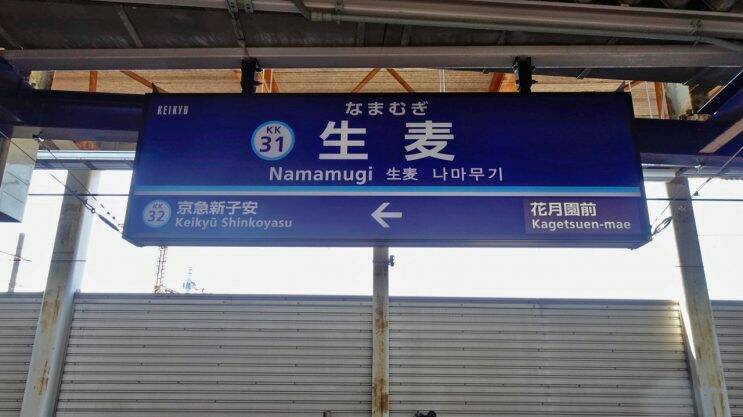 KEIKYU
なまむぎ
KK
31
生麦
Namamugi 生麦 나마무기
KK
32
京急新子安
Keikyū Shinkoyasu
←
花月園前
Kagetsuen-mae